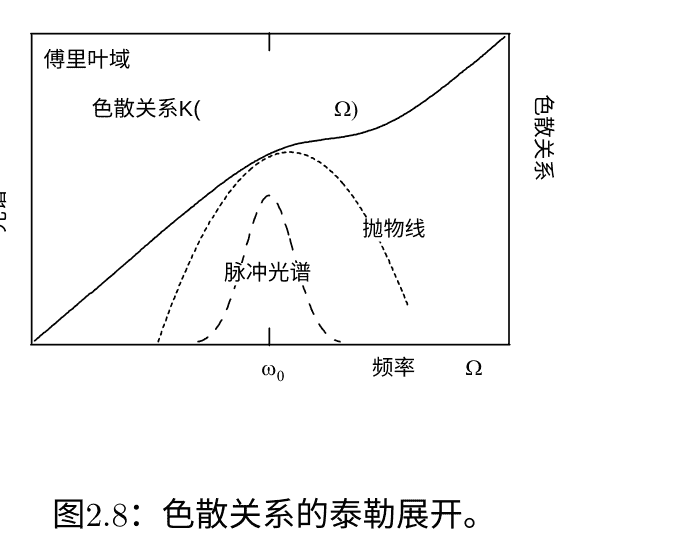 傅里叶域
色散关系K( Ω)
色散关系
抛物线
脉冲光谱
ω₀ 频率 Ω
图2.8：色散关系的泰勒展开。